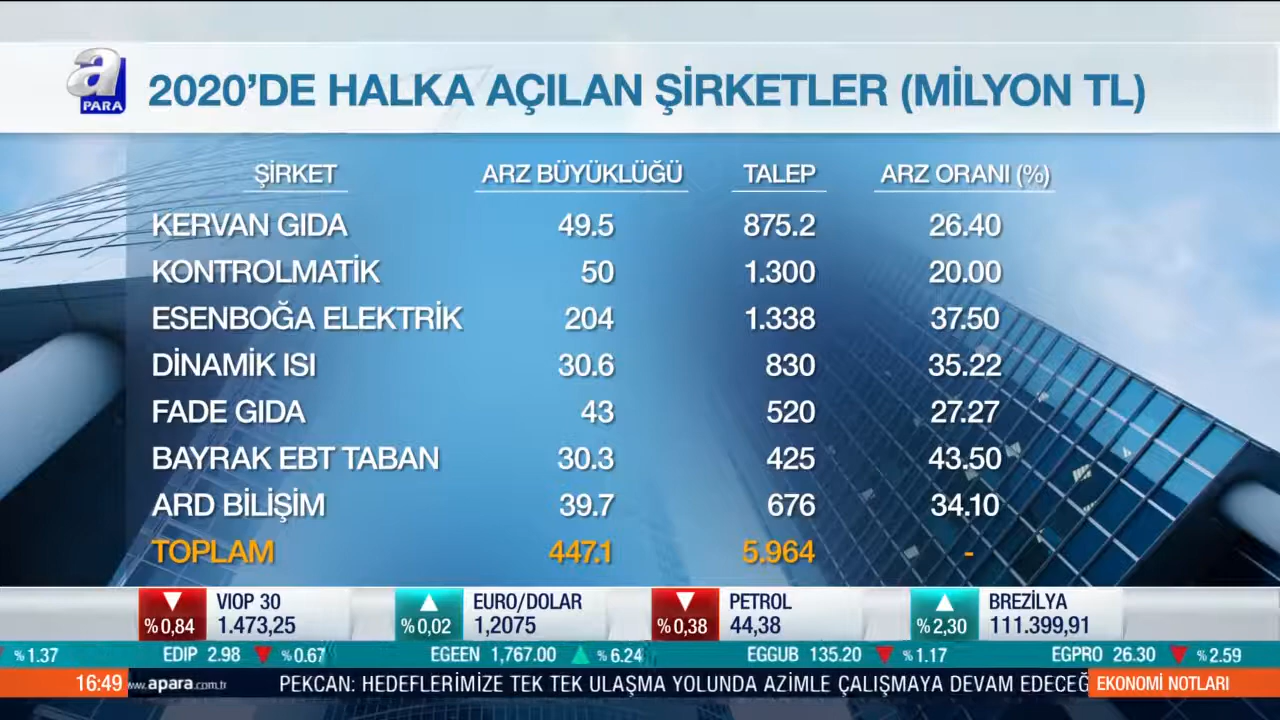 a PARA
2020’DE HALKA AÇILAN ŞİRKETLER (MİLYON TL)
ŞİRKET ARZ BÜYÜKLÜĞÜ TALEP ARZ ORANI (%)
KERVAN GIDA 49.5 875.2 26.40
KONTROLMATİK 50 1.300 20.00
ESENBOĞA ELEKTRİK 204 1.338 37.50
DİNAMİK ISI 30.6 830 35.22
FADE GIDA 43 520 27.27
BAYRAK EBT TABAN 30.3 425 43.50
ARD BİLİŞİM 39.7 676 34.10
TOPLAM 447.1 5.964 -
%0,84 VIOP 30 1.473,25 %0,02 EURO/DOLAR 1,2075 %0,38 PETROL 44,38 %2,30 BREZİLYA 111.399,91
%1.37 EDIP 2.98 %0.67 EGEEN 1,767.00 %6.24 EGGUB 135.20 %1.17 EGPRO 26.30 %2.59
16:49 www.apara.com.tr PEKCAN: HEDEFLERİMİZE TEK TEK ULAŞMA YOLUNDA AZİMLE ÇALIŞMAYA DEVAM EDECEĞ EKONOMİ NOTLARI